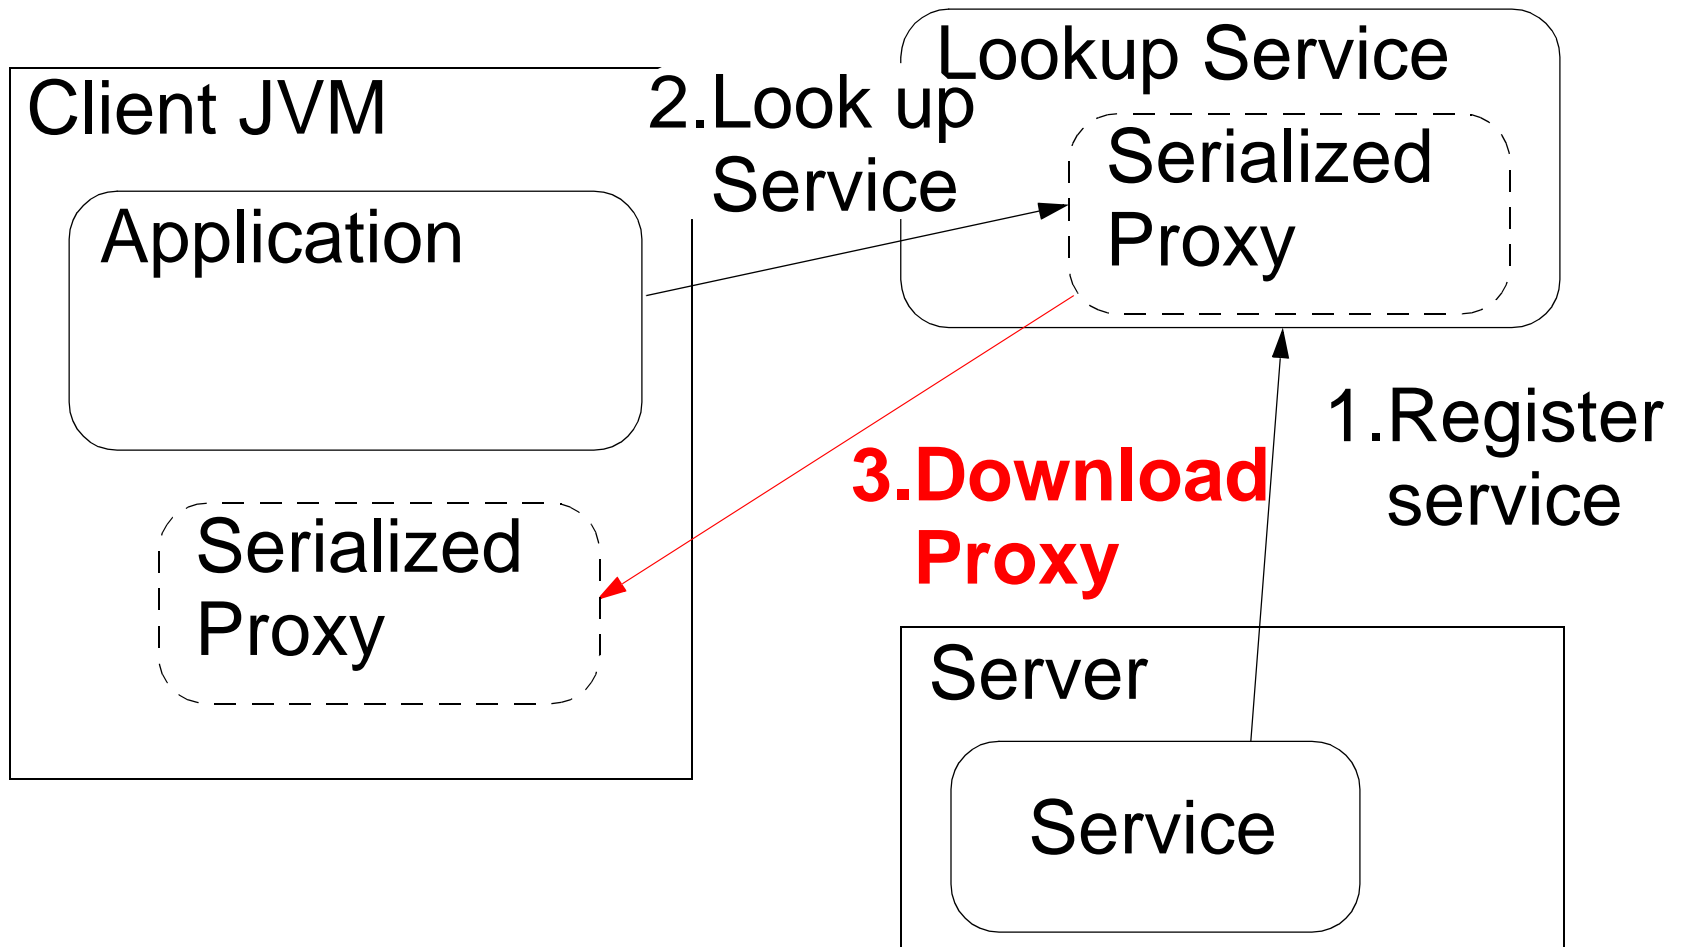 Lookup Service
Client JVM
2.Look up
Service
Serialized
Proxy
Application
1.Register
service
3.Download
Proxy
Serialized
Proxy
Server
Service